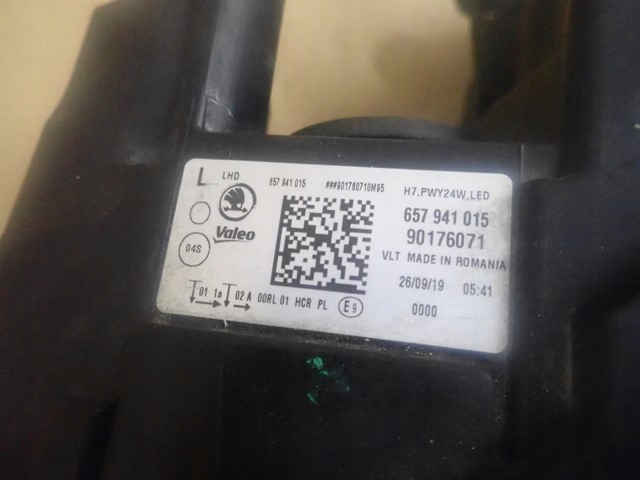 L LHD 657 941 015 ###901760710M95 H7,PWY24W,LED
657 941 015
Valeo 90176071
04S VLT MADE IN ROMANIA
26/09/19 05:41
01 1a 02 A 00RL 01 HCR PL E9 0000